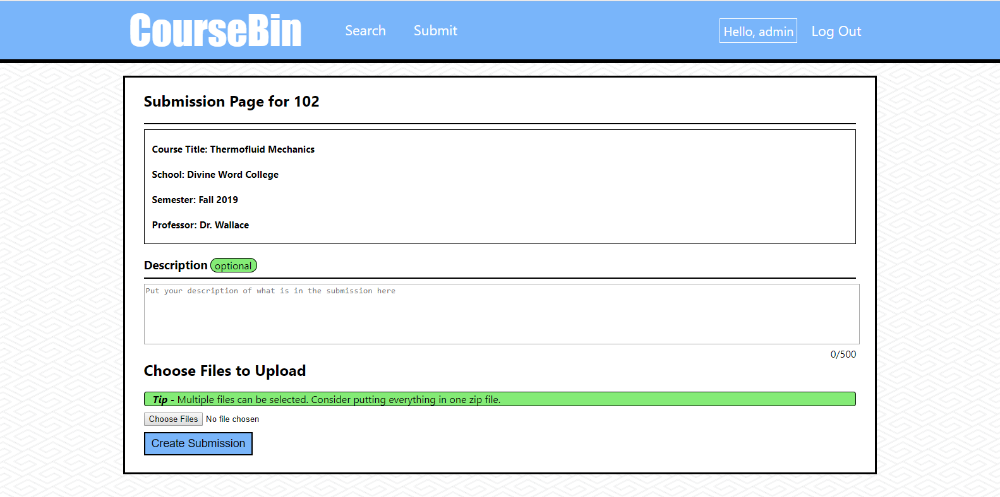 CourseBin Search Submit Hello, admin Log Out
Submission Page for 102
Course Title: Thermofluid Mechanics
School: Divine Word College
Semester: Fall 2019
Professor: Dr. Wallace
Description optional
Put your description of what is in the submission here
0/500
Choose Files to Upload
Tip - Multiple files can be selected. Consider putting everything in one zip file.
Choose Files No file chosen
Create Submission